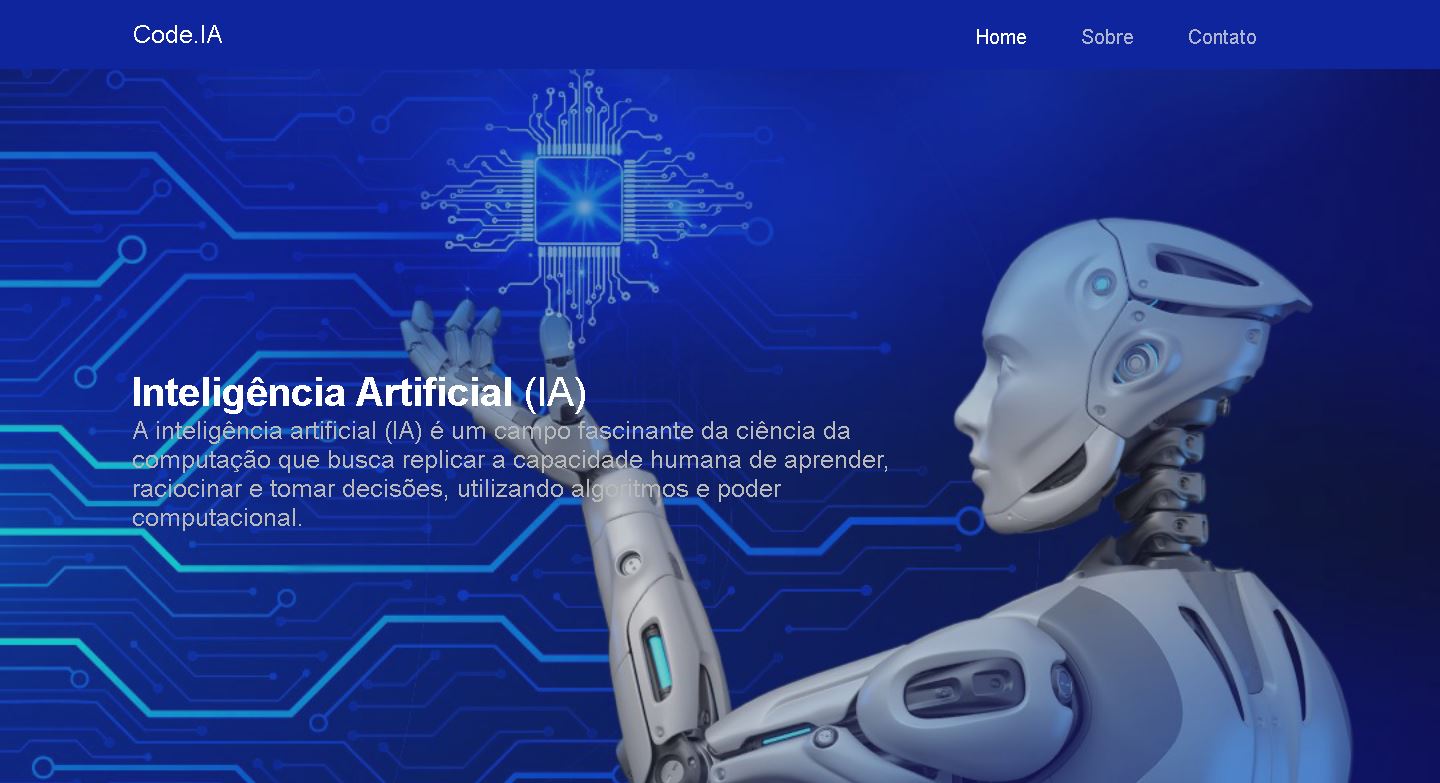 Code.IA
Home Sobre Contato
Inteligência Artificial (IA)
A inteligência artificial (IA) é um campo fascinante da ciência da
computação que busca replicar a capacidade humana de aprender,
raciocinar e tomar decisões, utilizando algoritmos e poder
computacional.